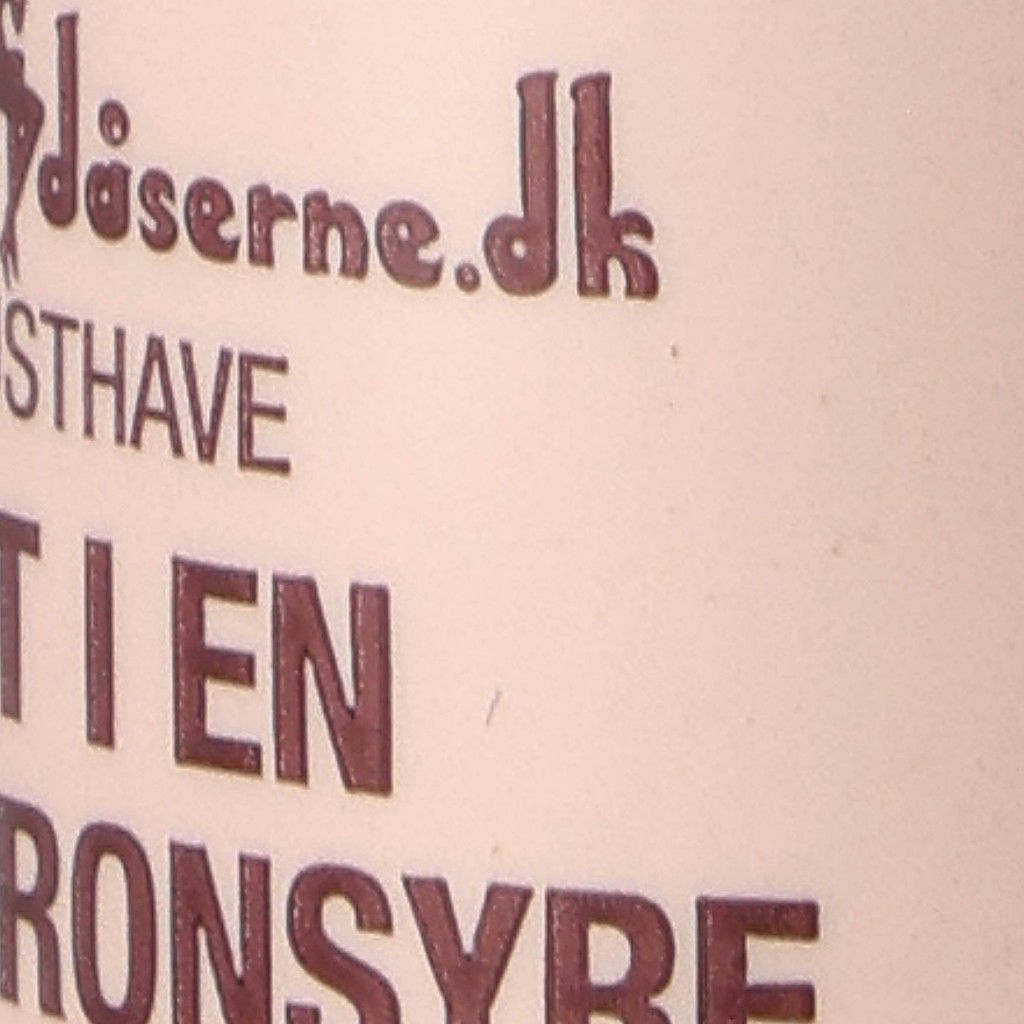 dåserne.dk
STHAVE
T I EN
RONSYRE